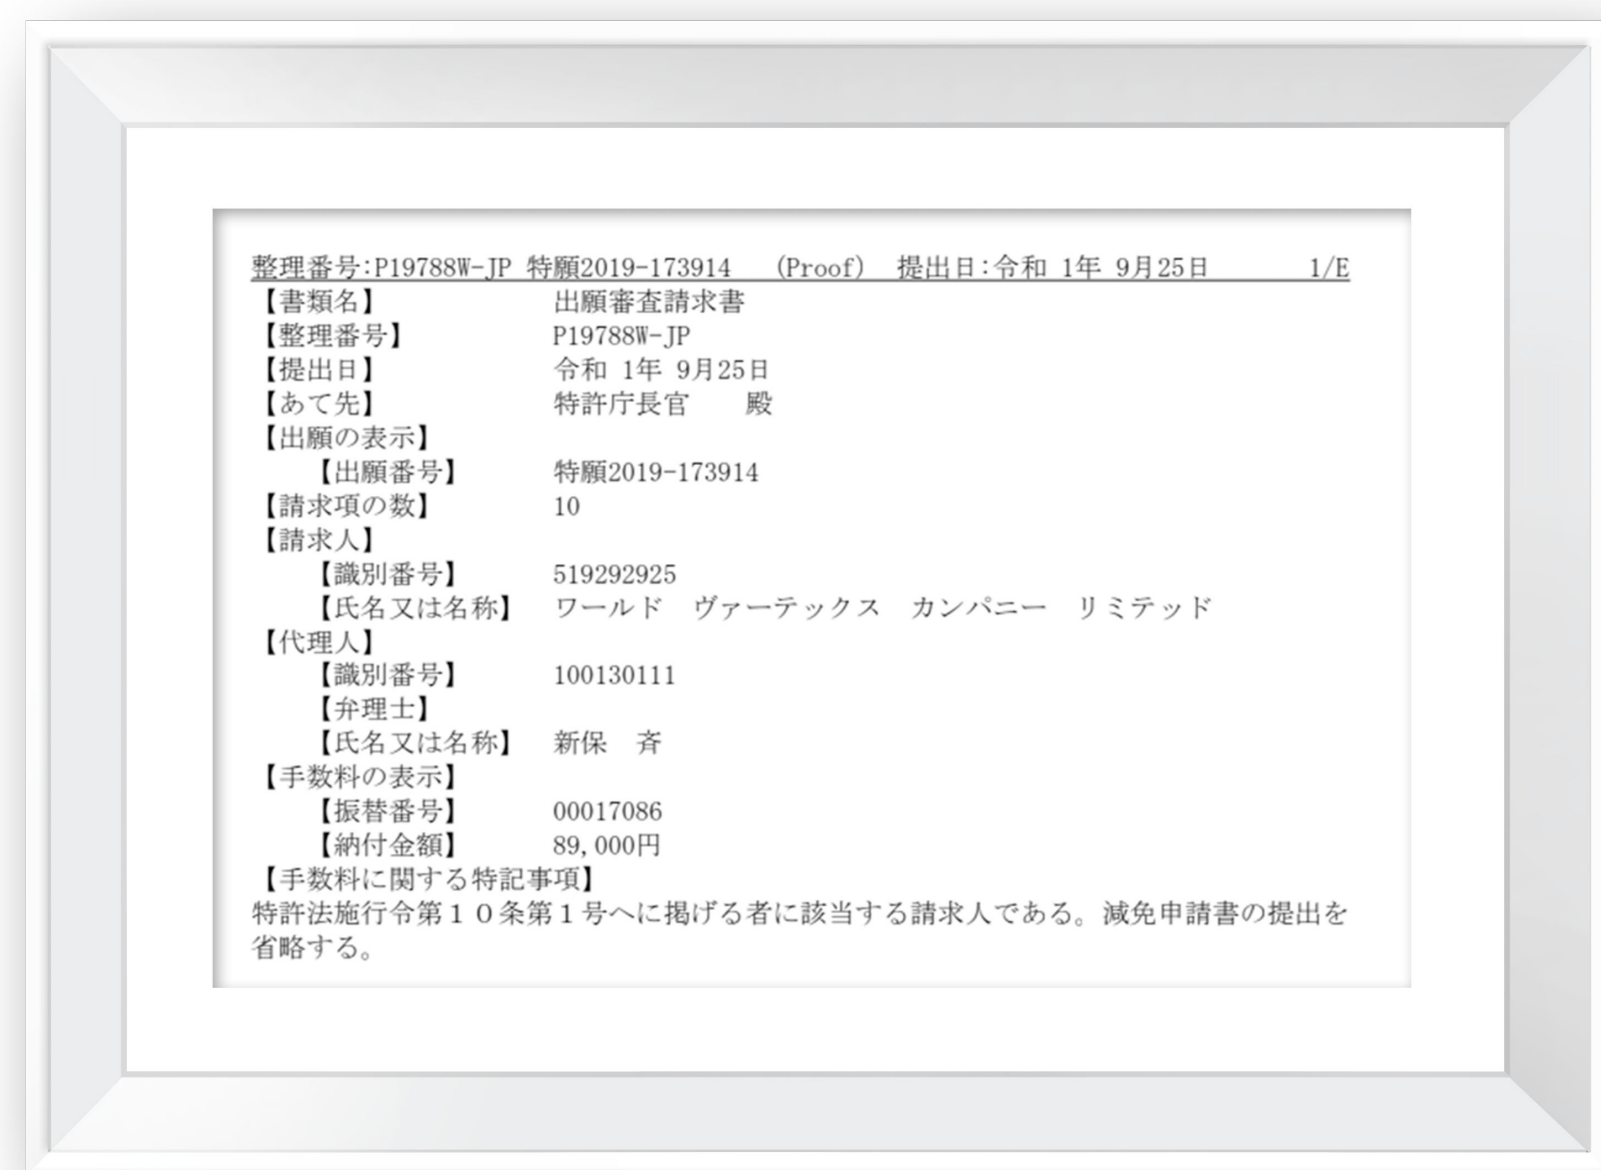 整理番号:P19788W-JP 特願2019-173914 (Proof) 提出日:令和 1年 9月25日 1/E
【書類名】 出願審査請求書
【整理番号】 P19788W-JP
【提出日】 令和 1年 9月25日
【あて先】 特許庁長官 殿
【出願の表示】
【出願番号】 特願2019-173914
【請求項の数】 10
【請求人】
【識別番号】 519292925
【氏名又は名称】 ワールド ヴァーテックス カンパニー リミテッド
【代理人】
【識別番号】 100130111
【弁理士】
【氏名又は名称】 新保 斉
【手数料の表示】
【振替番号】 00017086
【納付金額】 89,000円
【手数料に関する特記事項】
特許法施行令第10条第1号ヘに掲げる者に該当する請求人である。減免申請書の提出を
省略する。